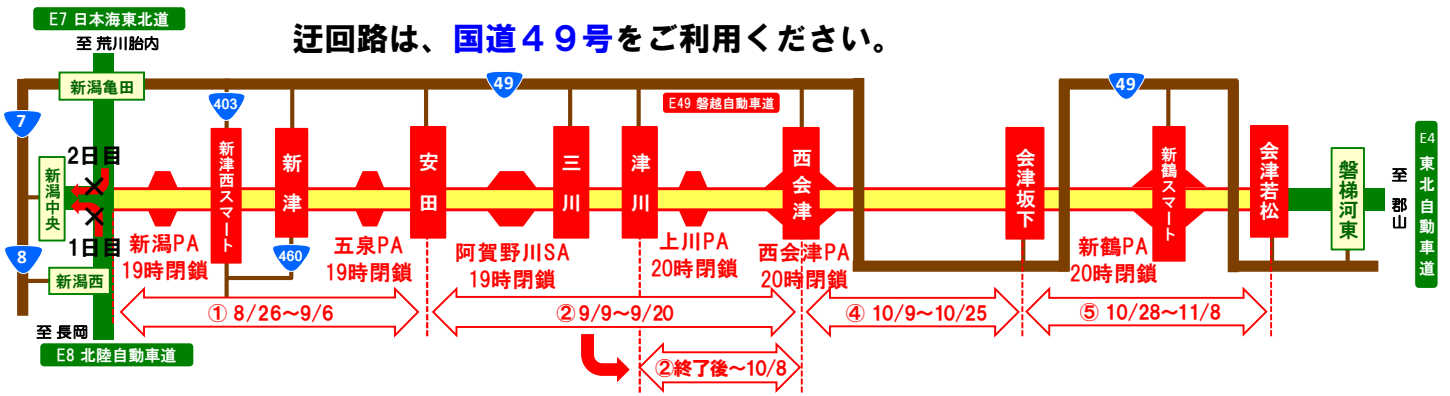 E7 日本海東北道
至 荒川胎内
迂回路は、国道４９号をご利用ください。
新潟亀田
7
403
49
E49 磐越自動車道
49
2日目
新潟中央
新津西スマート
新津
安田
三川
津川
西会津
会津坂下
新鶴スマート
会津若松
磐梯河東
至 郡山
E4 東北自動車道
1日目
8
新潟西
460
新潟PA
19時閉鎖
五泉PA
19時閉鎖
阿賀野川SA
19時閉鎖
上川PA
20時閉鎖
西会津PA
20時閉鎖
新鶴PA
20時閉鎖
① 8/26～9/6
② 9/9～9/20
④ 10/9～10/25
⑤ 10/28～11/8
至 長岡
E8 北陸自動車道
②終了後～10/8